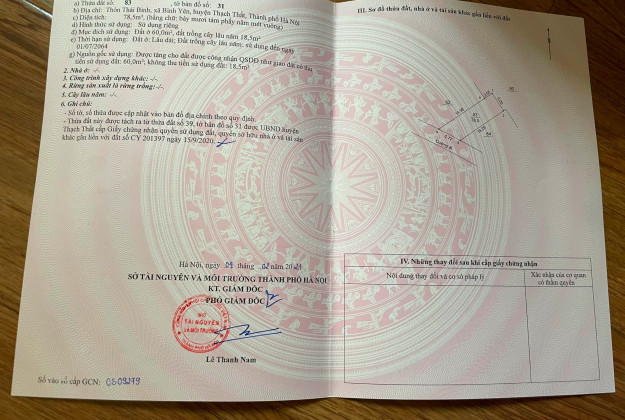 a) Thửa đất số: 83 , tờ bản đồ số: 31
b) Địa chỉ: Thôn Thái Bình, xã Bình Yên, huyện Thạch Thất, Thành phố Hà Nội
c) Diện tích: 78,5m², (bằng chữ: bảy mươi tám phẩy năm mét vuông)
d) Hình thức sử dụng: Sử dụng riêng
đ) Mục đích sử dụng: Đất ở 60,0m², đất trồng cây lâu năm 18,5m²
e) Thời hạn sử dụng: Đất ở: Lâu dài; Đất trồng cây lâu năm: sử dụng đến ngày
01/07/2064
g) Nguồn gốc sử dụng: Được tặng cho đất được công nhận QSDĐ như giao đất có thu
tiền sử dụng đất: 60,0m²; không thu tiền sử dụng đất: 18,5m²
2. Nhà ở: -/-
3. Công trình xây dựng khác: -/-
4. Rừng sản xuất là rừng trồng: -/-
5. Cây lâu năm: -/-
6. Ghi chú:
- Số tờ, số thửa được cập nhật vào bản đồ địa chính theo quy định.
- Thửa đất này được tách ra từ thửa đất số 39, tờ bản đồ số 31 được UBND huyện
Thạch Thất cấp Giấy chứng nhận quyền sử dụng đất, quyền sở hữu nhà ở và tài sản
khác gắn liền với đất số CY 201397 ngày 15/9/2020.
Hà Nội, ngày 04 tháng 02 năm 2021
SỞ TÀI NGUYÊN VÀ MÔI TRƯỜNG THÀNH PHỐ HÀ NỘI
KT. GIÁM ĐỐC
PHÓ GIÁM ĐỐC
SỞ
TÀI NGUYÊN
VÀ MÔI TRƯỜNG
Lê Thanh Nam
Số vào sổ cấp GCN:
III. Sơ đồ thửa đất, nhà ở và tài sản khác gắn liền với đất
83
78.5
84
IV. Những thay đổi sau khi cấp giấy chứng nhận
Nội dung thay đổi và cơ sở pháp lý
Xác nhận của cơ quan
có thẩm quyền